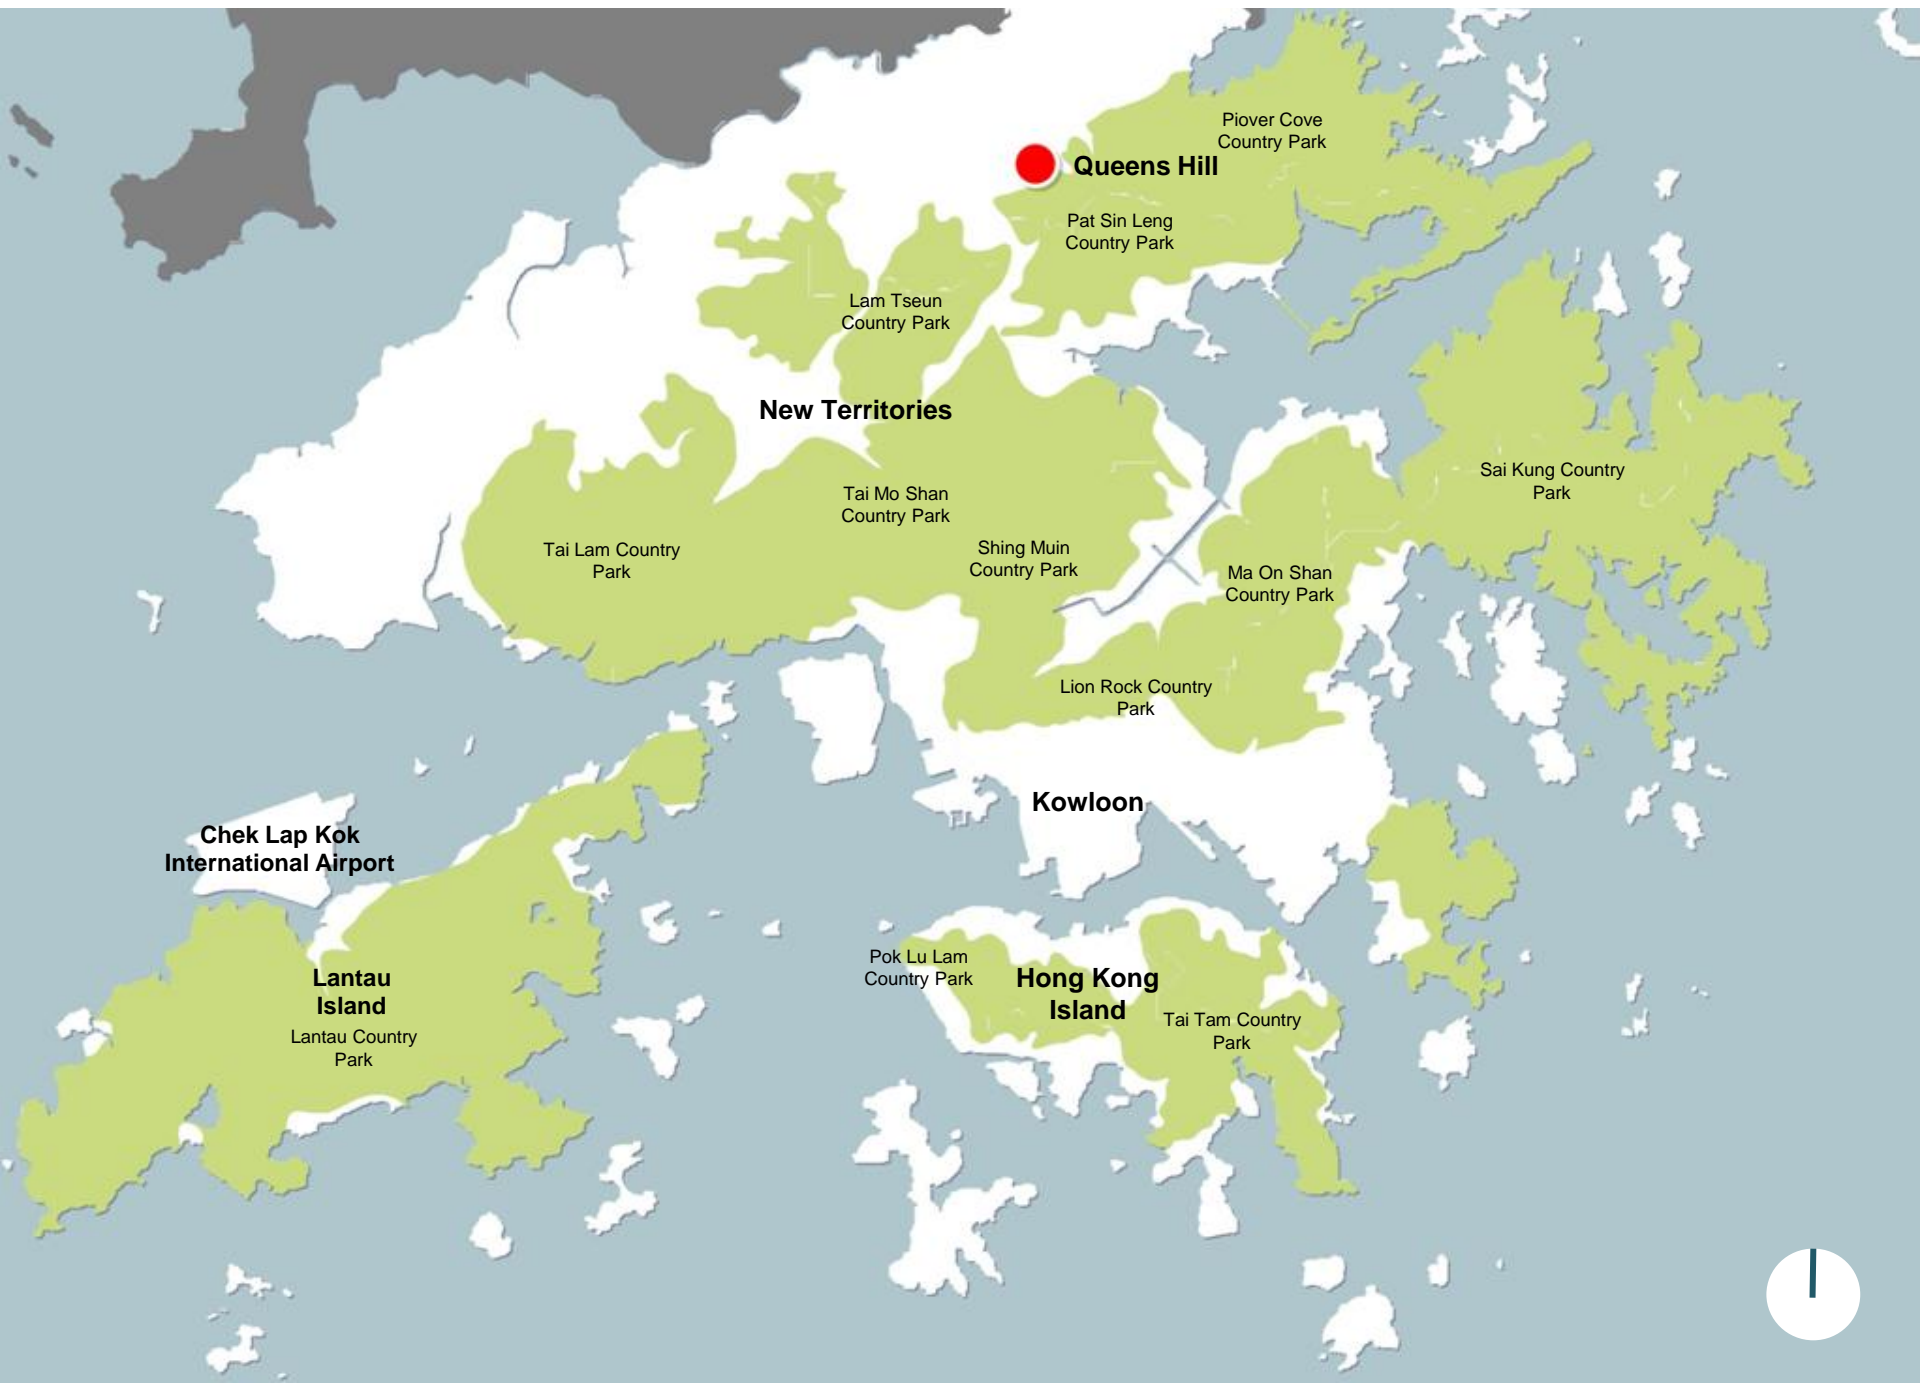 Piover Cove
Country Park
Queens Hill
Pat Sin Leng
Country Park
Lam Tseun
Country Park
New Territories
Sai Kung Country
Park
Tai Mo Shan
Country Park
Tai Lam Country
Park
Shing Muin
Country Park
Ma On Shan
Country Park
Lion Rock Country
Park
Kowloon
Chek Lap Kok
International Airport
Pok Lu Lam
Country Park
Hong Kong
Island
Lantau
Island
Lantau Country
Park
Tai Tam Country
Park